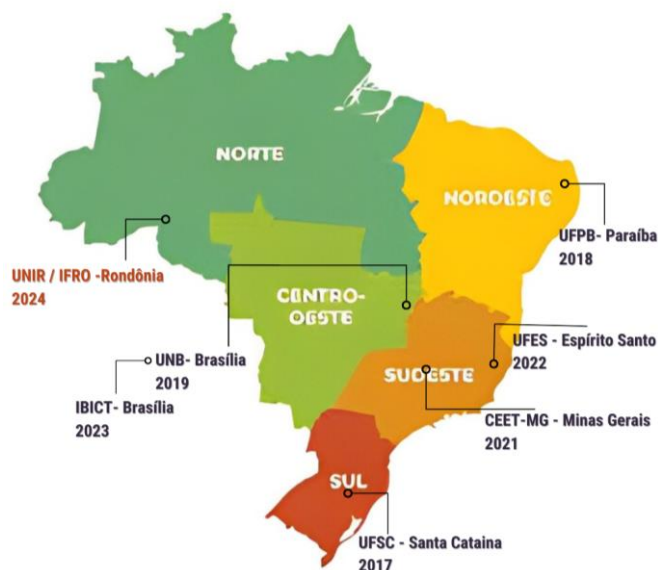 NORTE
NOROESTE
UFPB- Paraíba
2018
UNIR / IFRO -Rondônia
2024
CENTRO-
OESTE
UFES - Espírito Santo
2022
UNB- Brasília
2019
SUDESTE
IBICT- Brasília
2023
CEET-MG - Minas Gerais
2021
SUL
UFSC - Santa Cataina
2017